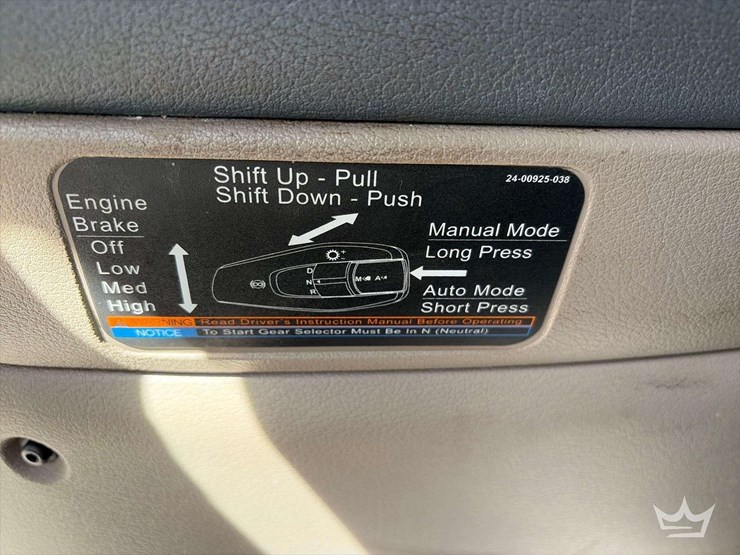 Shift Up - Pull
Shift Down - Push
24-00925-038
Engine
Brake
Off
Low
Med
High
Manual Mode
Long Press
Auto Mode
Short Press
D
N
R
M
A
WARNING Read Driver's Instruction Manual Before Operating
NOTICE To Start Gear Selector Must Be In N (Neutral)